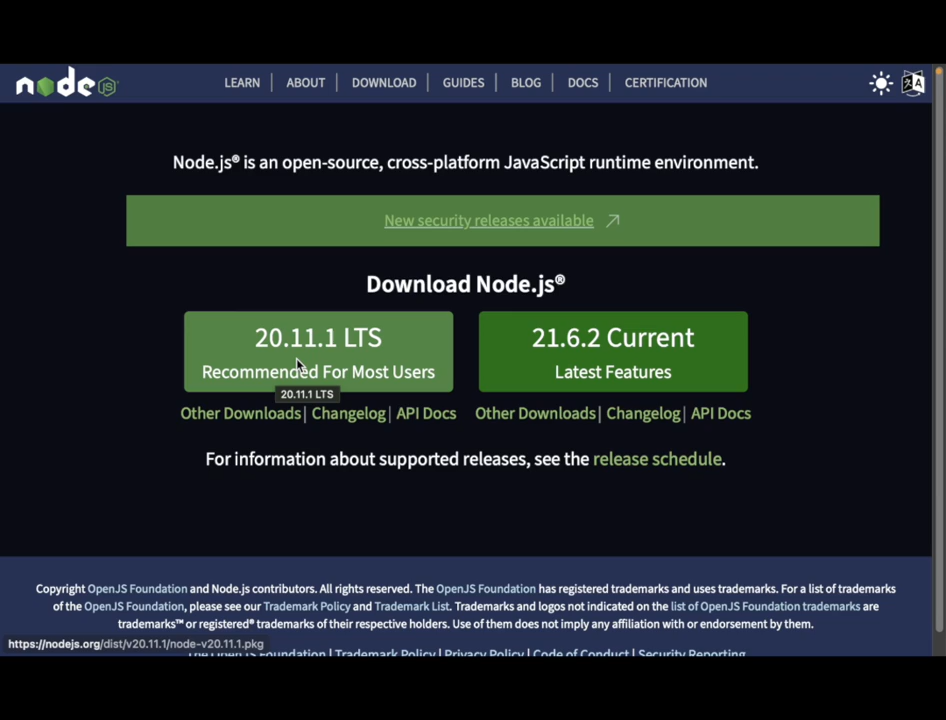 node JS
LEARN | ABOUT | DOWNLOAD | GUIDES | BLOG | DOCS | CERTIFICATION
Node.js® is an open-source, cross-platform JavaScript runtime environment.
New security releases available
Download Node.js®
20.11.1 LTS
Recommended For Most Users
21.6.2 Current
Latest Features
20.11.1 LTS
Other Downloads | Changelog | API Docs
Other Downloads | Changelog | API Docs
For information about supported releases, see the release schedule.
Copyright OpenJS Foundation and Node.js contributors. All rights reserved. The OpenJS Foundation has registered trademarks and uses trademarks. For a list of trademarks
of the OpenJS Foundation, please see our Trademark Policy and Trademark List. Trademarks and logos not indicated on the list of OpenJS Foundation trademarks are
trademarks™ or registered® trademarks of their respective holders. Use of them does not imply any affiliation with or endorsement by them.
https://nodejs.org/dist/v20.11.1/node-v20.11.1.pkg
The OpenJS Foundation | Trademark Policy | Privacy Policy | Code of Conduct | Security Reporting